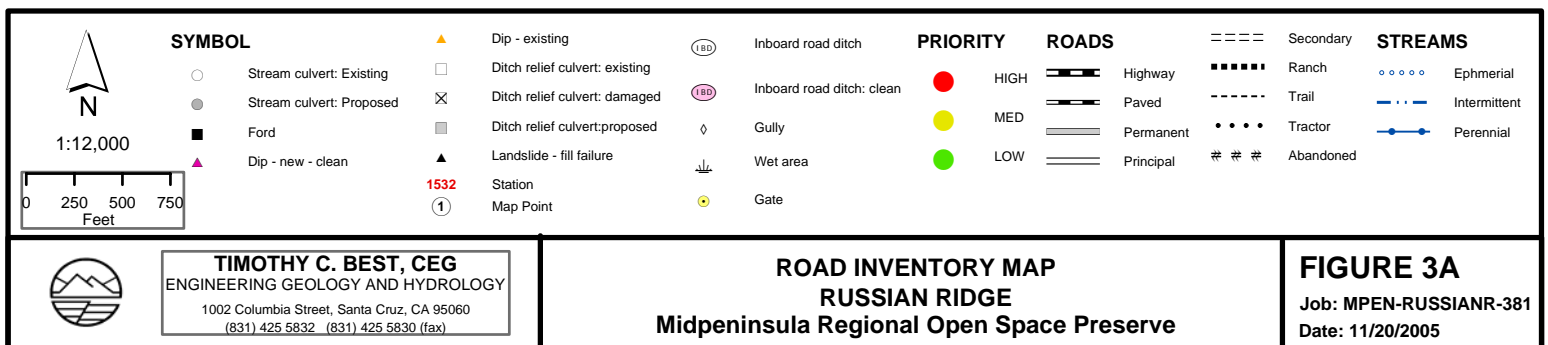 N
1:12,000
0 250 500 750
Feet
SYMBOL
Stream culvert: Existing
Stream culvert: Proposed
Ford
Dip - new - clean
Dip - existing
Ditch relief culvert: existing
Ditch relief culvert: damaged
Ditch relief culvert:proposed
Landslide - fill failure
1532 Station
1 Map Point
IBD Inboard road ditch
IBD Inboard road ditch: clean
Gully
Wet area
Gate
PRIORITY
HIGH
MED
LOW
ROADS
Highway
Paved
Permanent
Principal
Secondary
Ranch
Trail
Tractor
Abandoned
STREAMS
Ephmerial
Intermittent
Perennial
TIMOTHY C. BEST, CEG
ENGINEERING GEOLOGY AND HYDROLOGY
1002 Columbia Street, Santa Cruz, CA 95060
(831) 425 5832 (831) 425 5830 (fax)
ROAD INVENTORY MAP
RUSSIAN RIDGE
Midpeninsula Regional Open Space Preserve
FIGURE 3A
Job: MPEN-RUSSIANR-381
Date: 11/20/2005